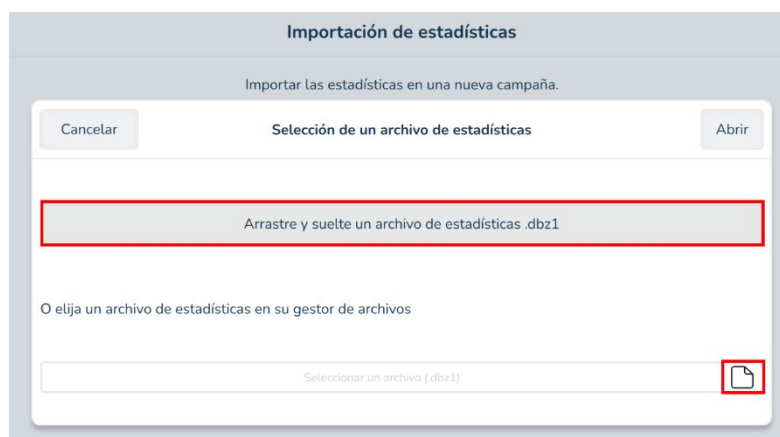 Importación de estadísticas
Importar las estadísticas en una nueva campaña.
Cancelar
Selección de un archivo de estadísticas
Abrir
Arrastre y suelte un archivo de estadísticas .dbz1
O elija un archivo de estadísticas en su gestor de archivos
Seleccionar un archivo (.dbz1)